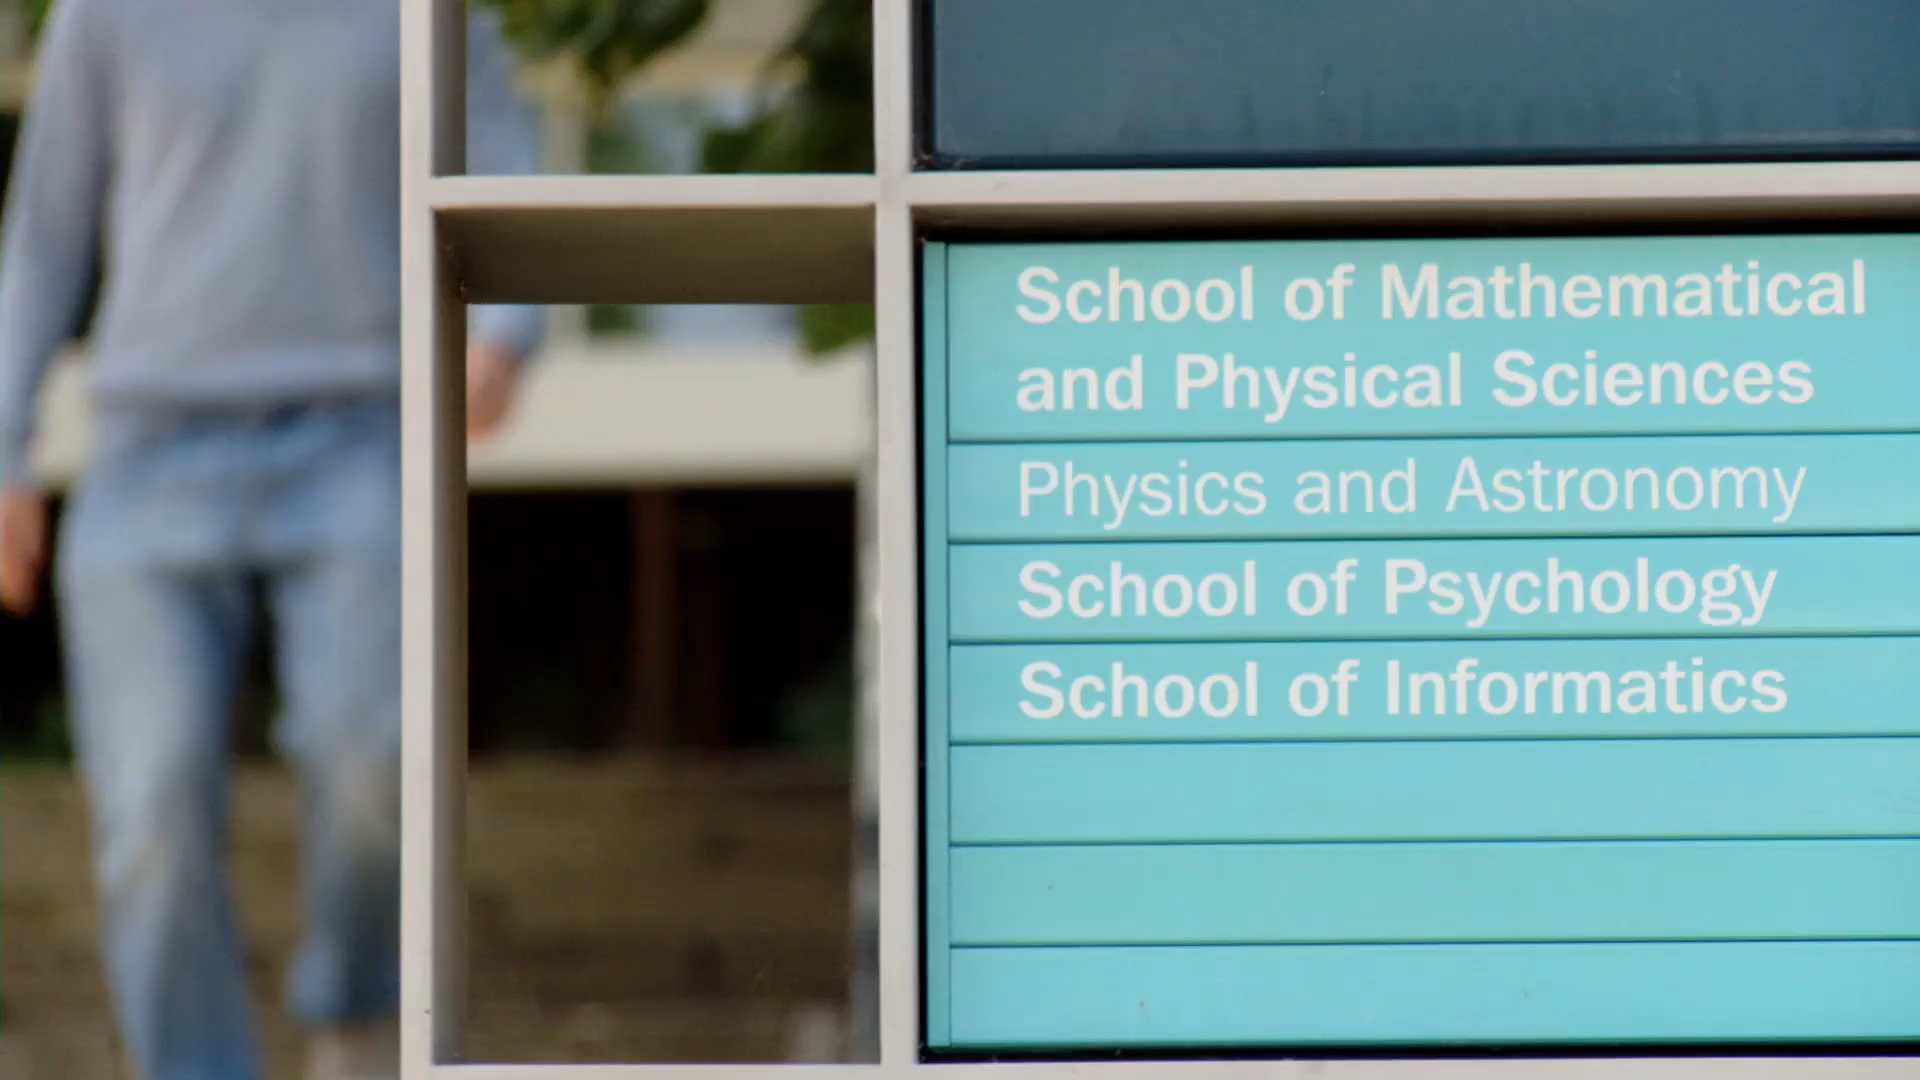 School of Mathematical
and Physical Sciences
Physics and Astronomy
School of Psychology
School of Informatics